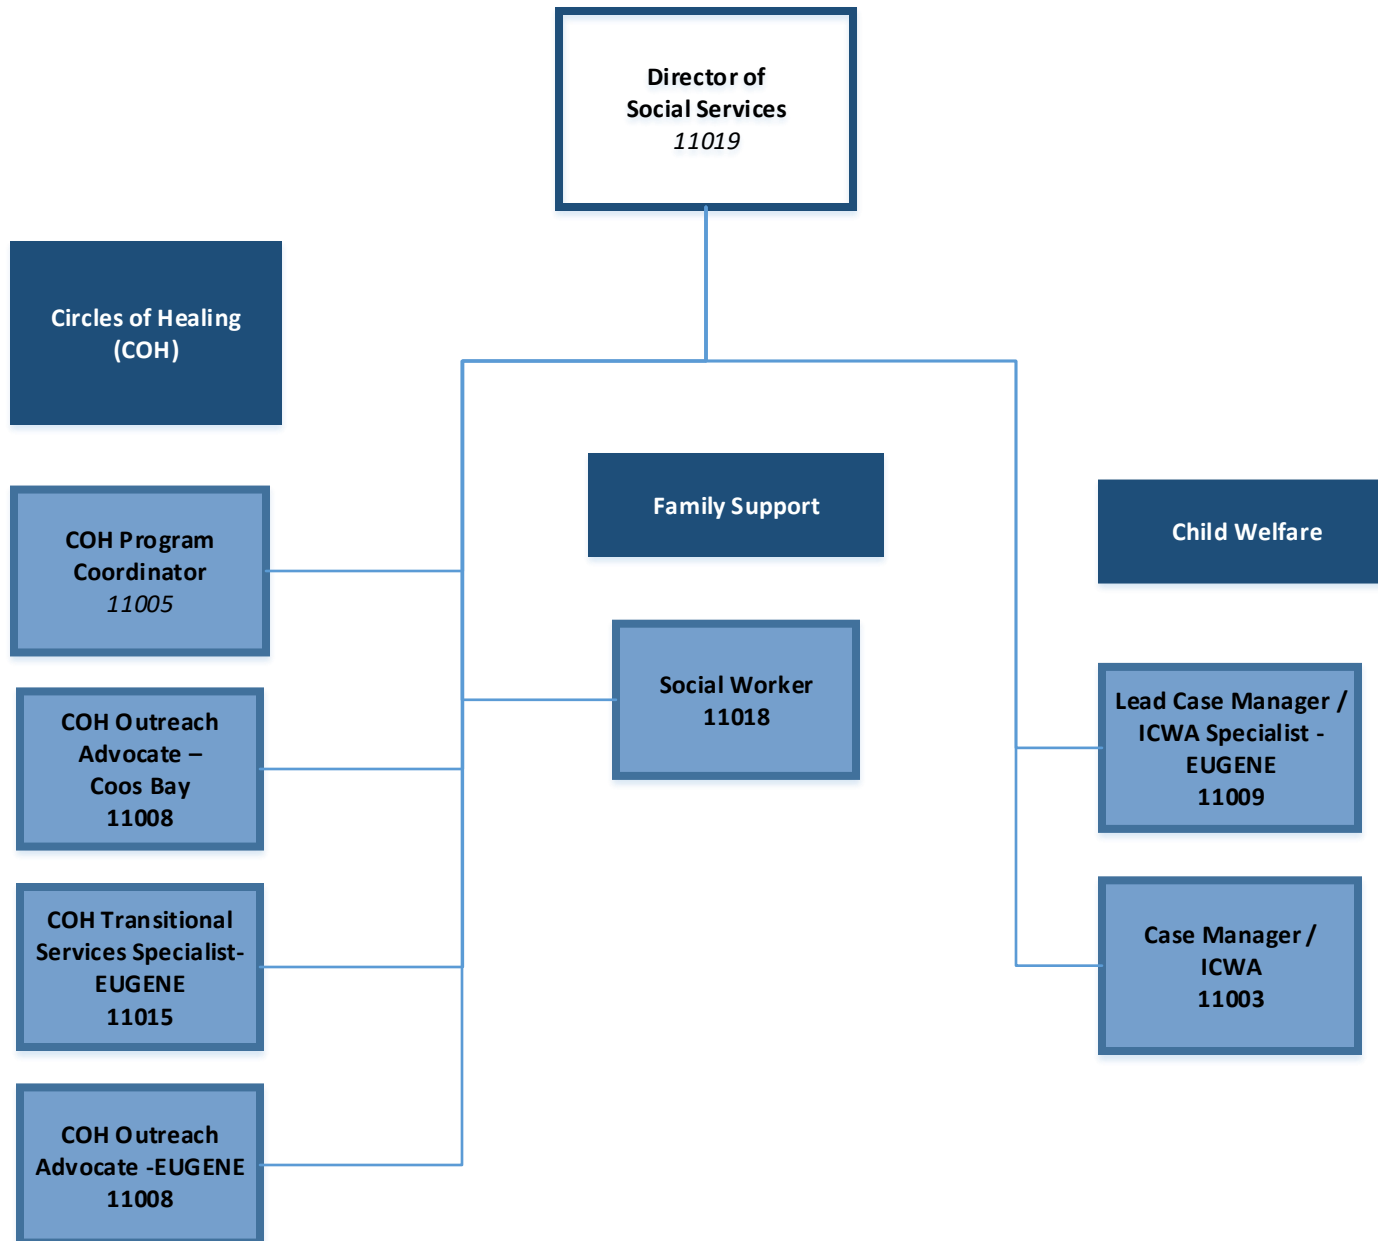 Director of
Social Services
11019
Circles of Healing
(COH)
COH Program
Coordinator
11005
COH Outreach
Advocate –
Coos Bay
11008
COH Transitional
Services Specialist-
EUGENE
11015
COH Outreach
Advocate -EUGENE
11008
Family Support
Social Worker
11018
Child Welfare
Lead Case Manager /
ICWA Specialist -
EUGENE
11009
Case Manager /
ICWA
11003